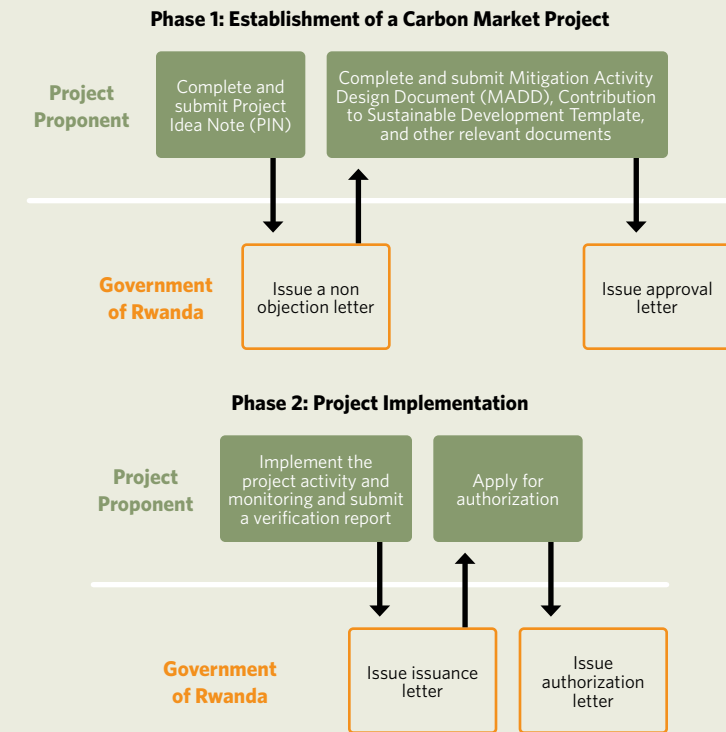 Phase 1: Establishment of a Carbon Market Project
Project
Proponent
Complete and
submit Project
Idea Note (PIN)
Complete and submit Mitigation Activity
Design Document (MADD), Contribution
to Sustainable Development Template,
and other relevant documents
Government
of Rwanda
Issue a non
objection letter
Issue approval
letter
Phase 2: Project Implementation
Project
Proponent
Implement the
project activity and
monitoring and submit
a verification report
Apply for
authorization
Government
of Rwanda
Issue issuance
letter
Issue
authorization
letter